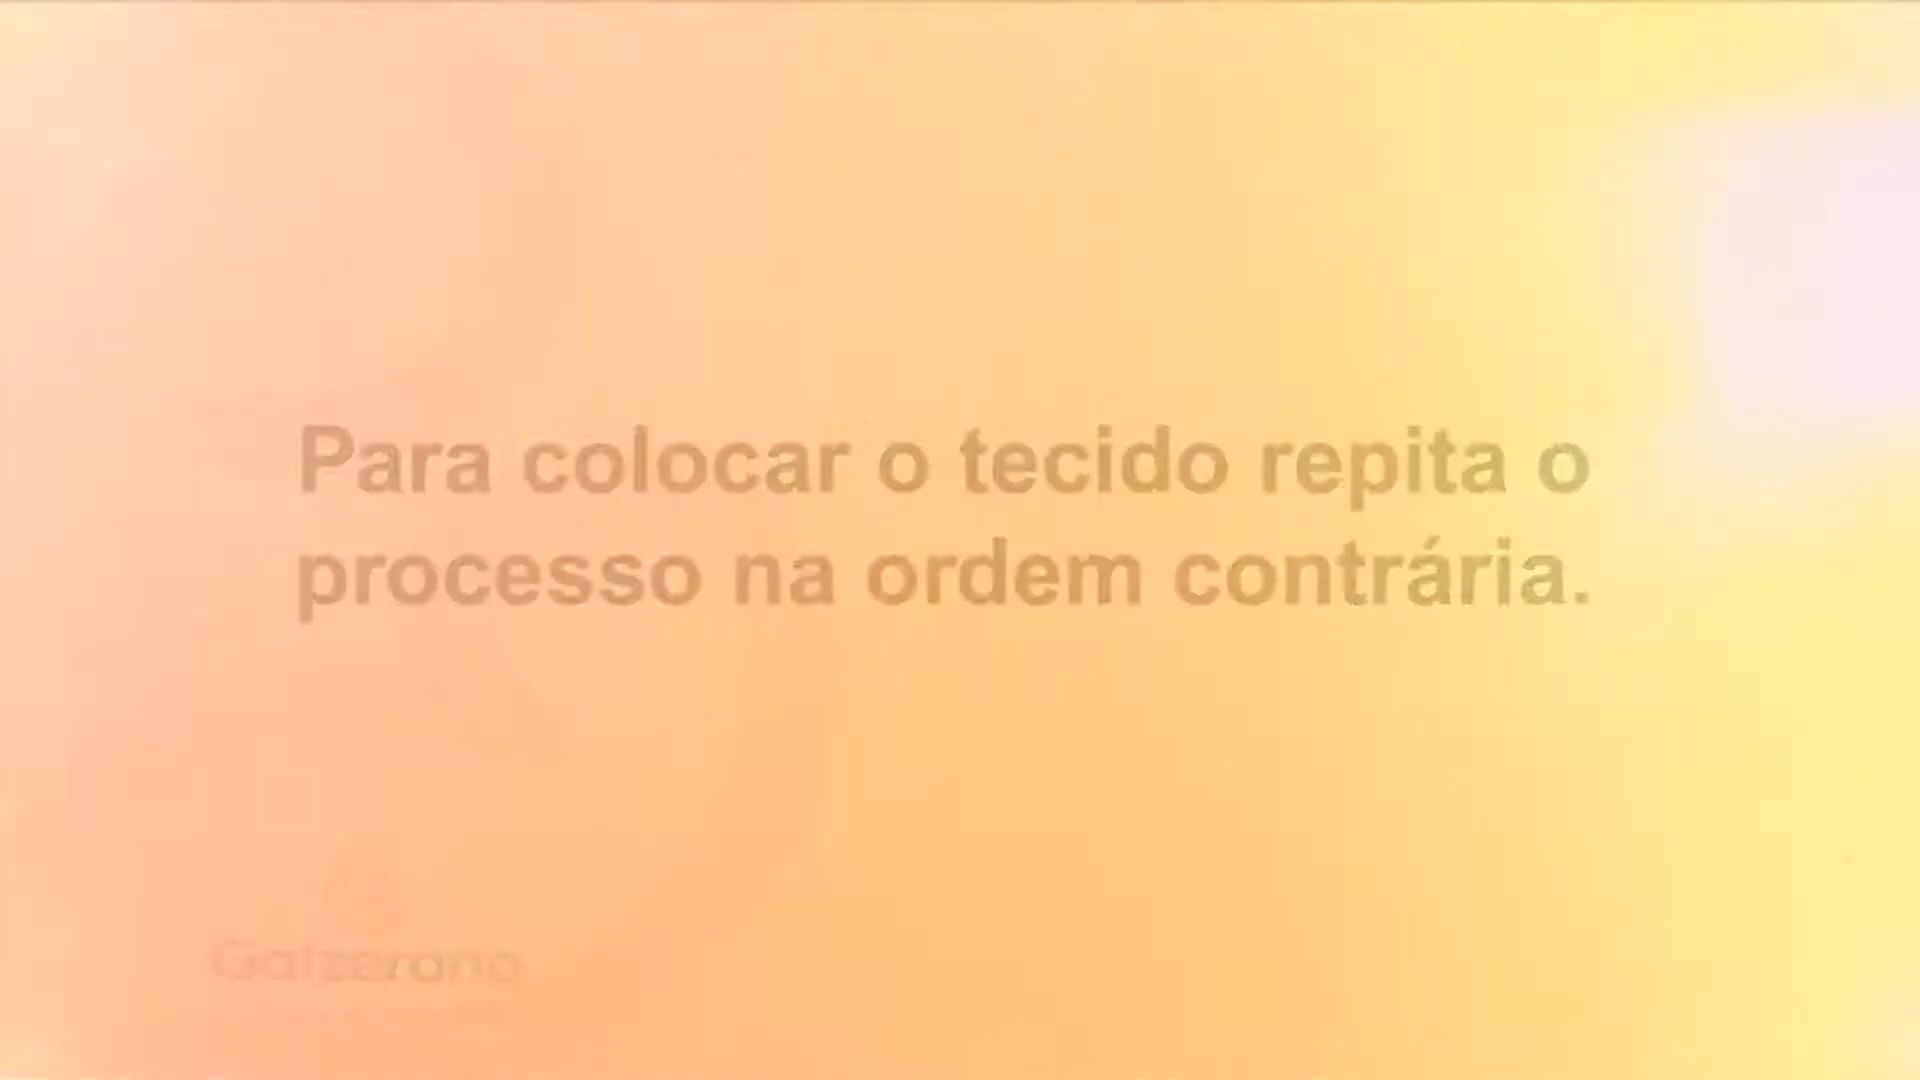 Para colocar o tecido repita o
processo na ordem contrária.
Galzerano